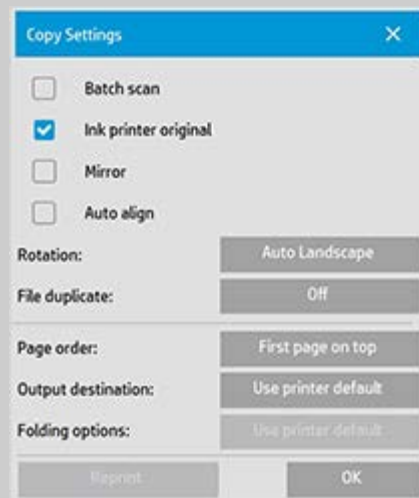 Copy Settings
Batch scan
Ink printer original
Mirror
Auto align
Rotation: Auto Landscape
File duplicate: Off
Page order: First page on top
Output destination: Use printer default
Folding options: Use printer default
Reprint OK